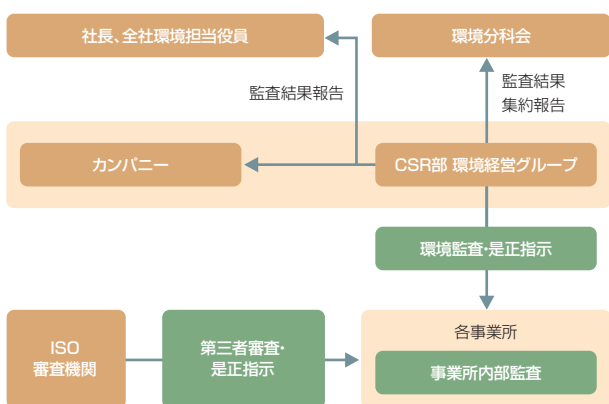 社長、全社環境担当役員
環境分科会
監査結果報告
監査結果
集約報告
カンパニー
CSR部 環境経営グループ
環境監査・是正指示
ISO
審査機関
第三者審査・
是正指示
各事業所
事業所内部監査